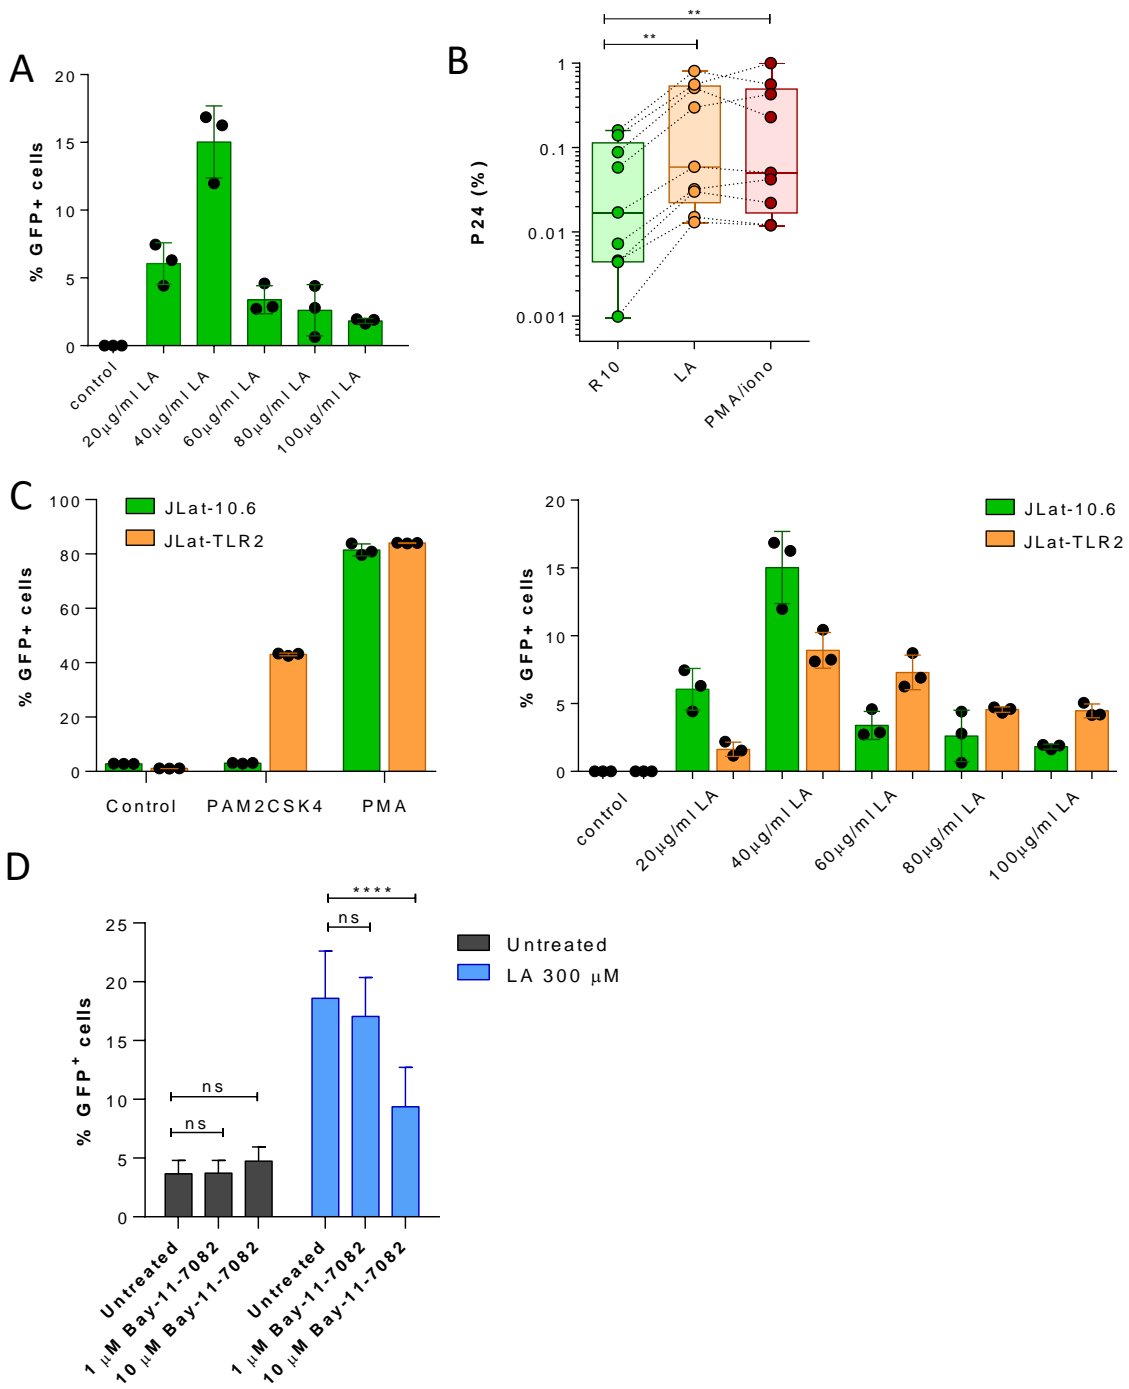 A
20
15
10
5
0
% GFP+ cells
control
20µg/ml LA
40µg/ml LA
60µg/ml LA
80µg/ml LA
100µg/ml LA
B
**
**
1
0.1
0.01
0.001
P24 (%)
R10
LA
PMA/iono
C
100
80
60
40
20
0
% GFP+ cells
JLat-10.6
JLat-TLR2
Control
PAM2CSK4
PMA
20
15
10
5
0
% GFP+ cells
JLat-10.6
JLat-TLR2
control
20µg/ml LA
40µg/ml LA
60µg/ml LA
80µg/ml LA
100µg/ml LA
D
25
20
15
10
5
0
% GFP⁺ cells
ns
ns
****
ns
Untreated
LA 300 µM
Untreated
1 µM Bay-11-7082
10 µM Bay-11-7082
Untreated
1 µM Bay-11-7082
10 µM Bay-11-7082